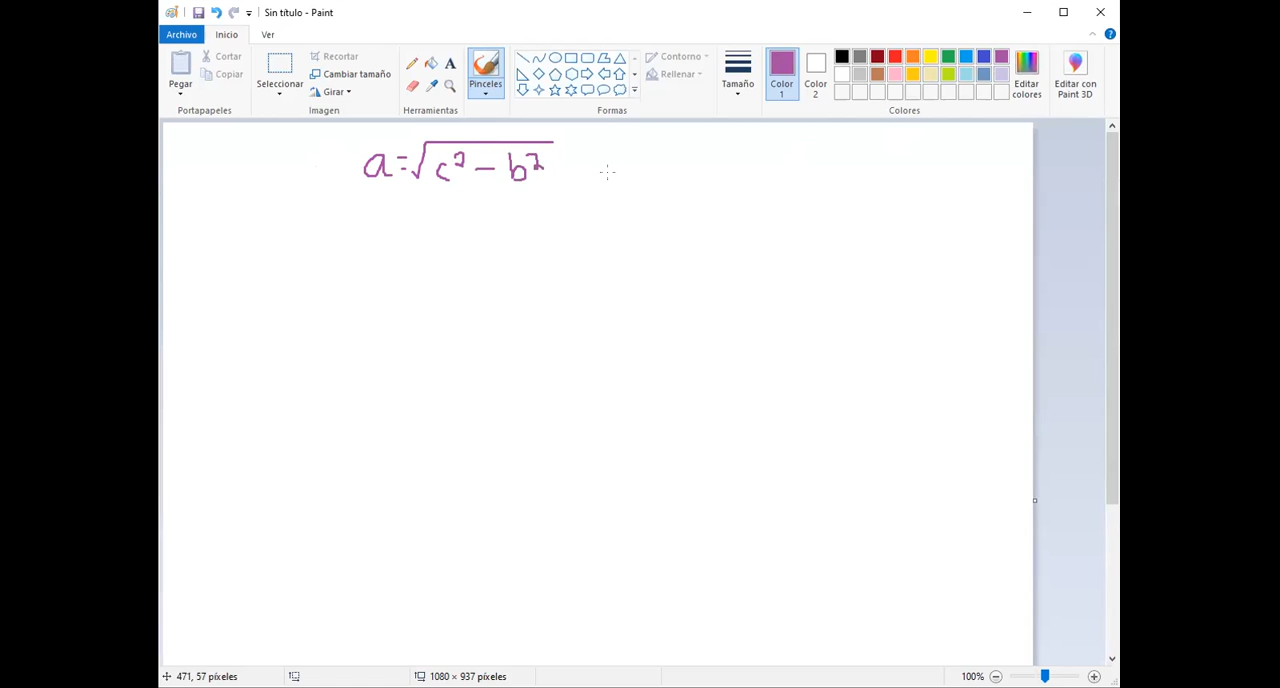 Sin título - Paint
Archivo Inicio Ver
Pegar
Cortar
Copiar
Portapapeles
Seleccionar
Recortar
Cambiar tamaño
Girar
Imagen
A
Herramientas
Pinceles
Contorno
Rellenar
Formas
Tamaño
Color 1
Color 2
Editar colores
Colores
Editar con Paint 3D
a=√c² − b²
471, 57 píxeles 1080 × 937 píxeles 100%